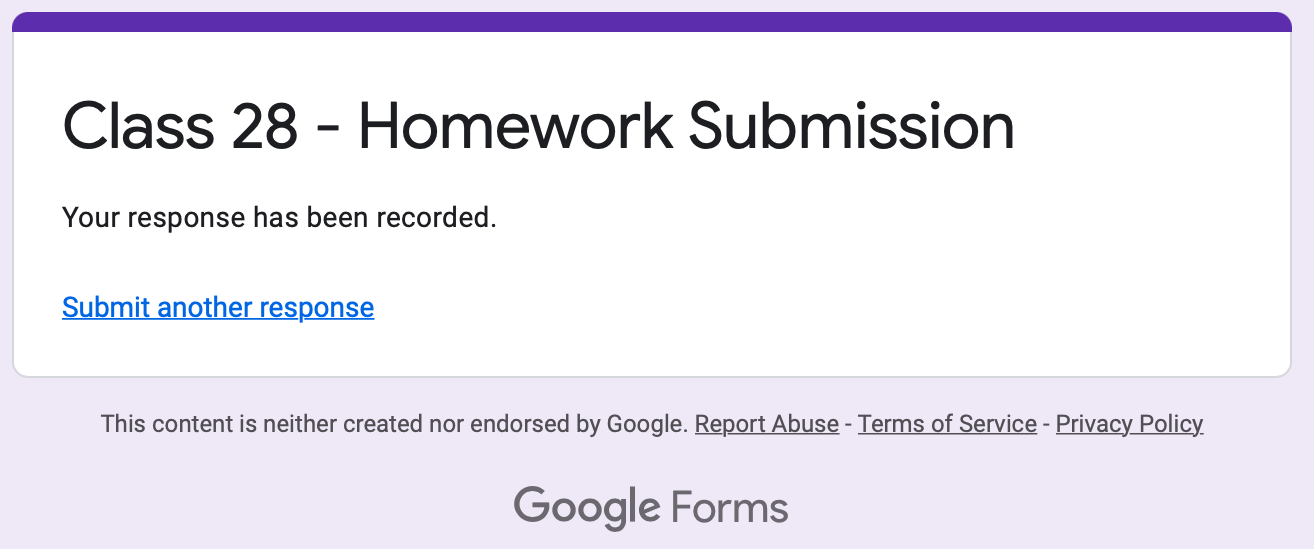 Class 28 - Homework Submission
Your response has been recorded.
Submit another response
This content is neither created nor endorsed by Google. Report Abuse - Terms of Service - Privacy Policy
Google Forms